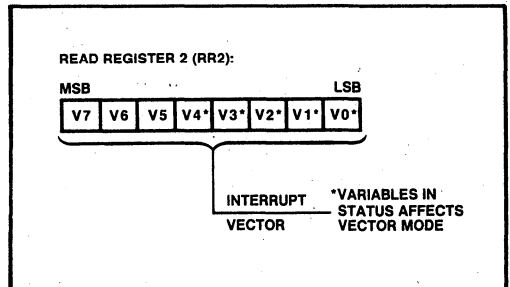 READ REGISTER 2 (RR2):
MSB LSB
V7 V6 V5 V4* V3* V2* V1* V0*
INTERRUPT
VECTOR
*VARIABLES IN
STATUS AFFECTS
VECTOR MODE